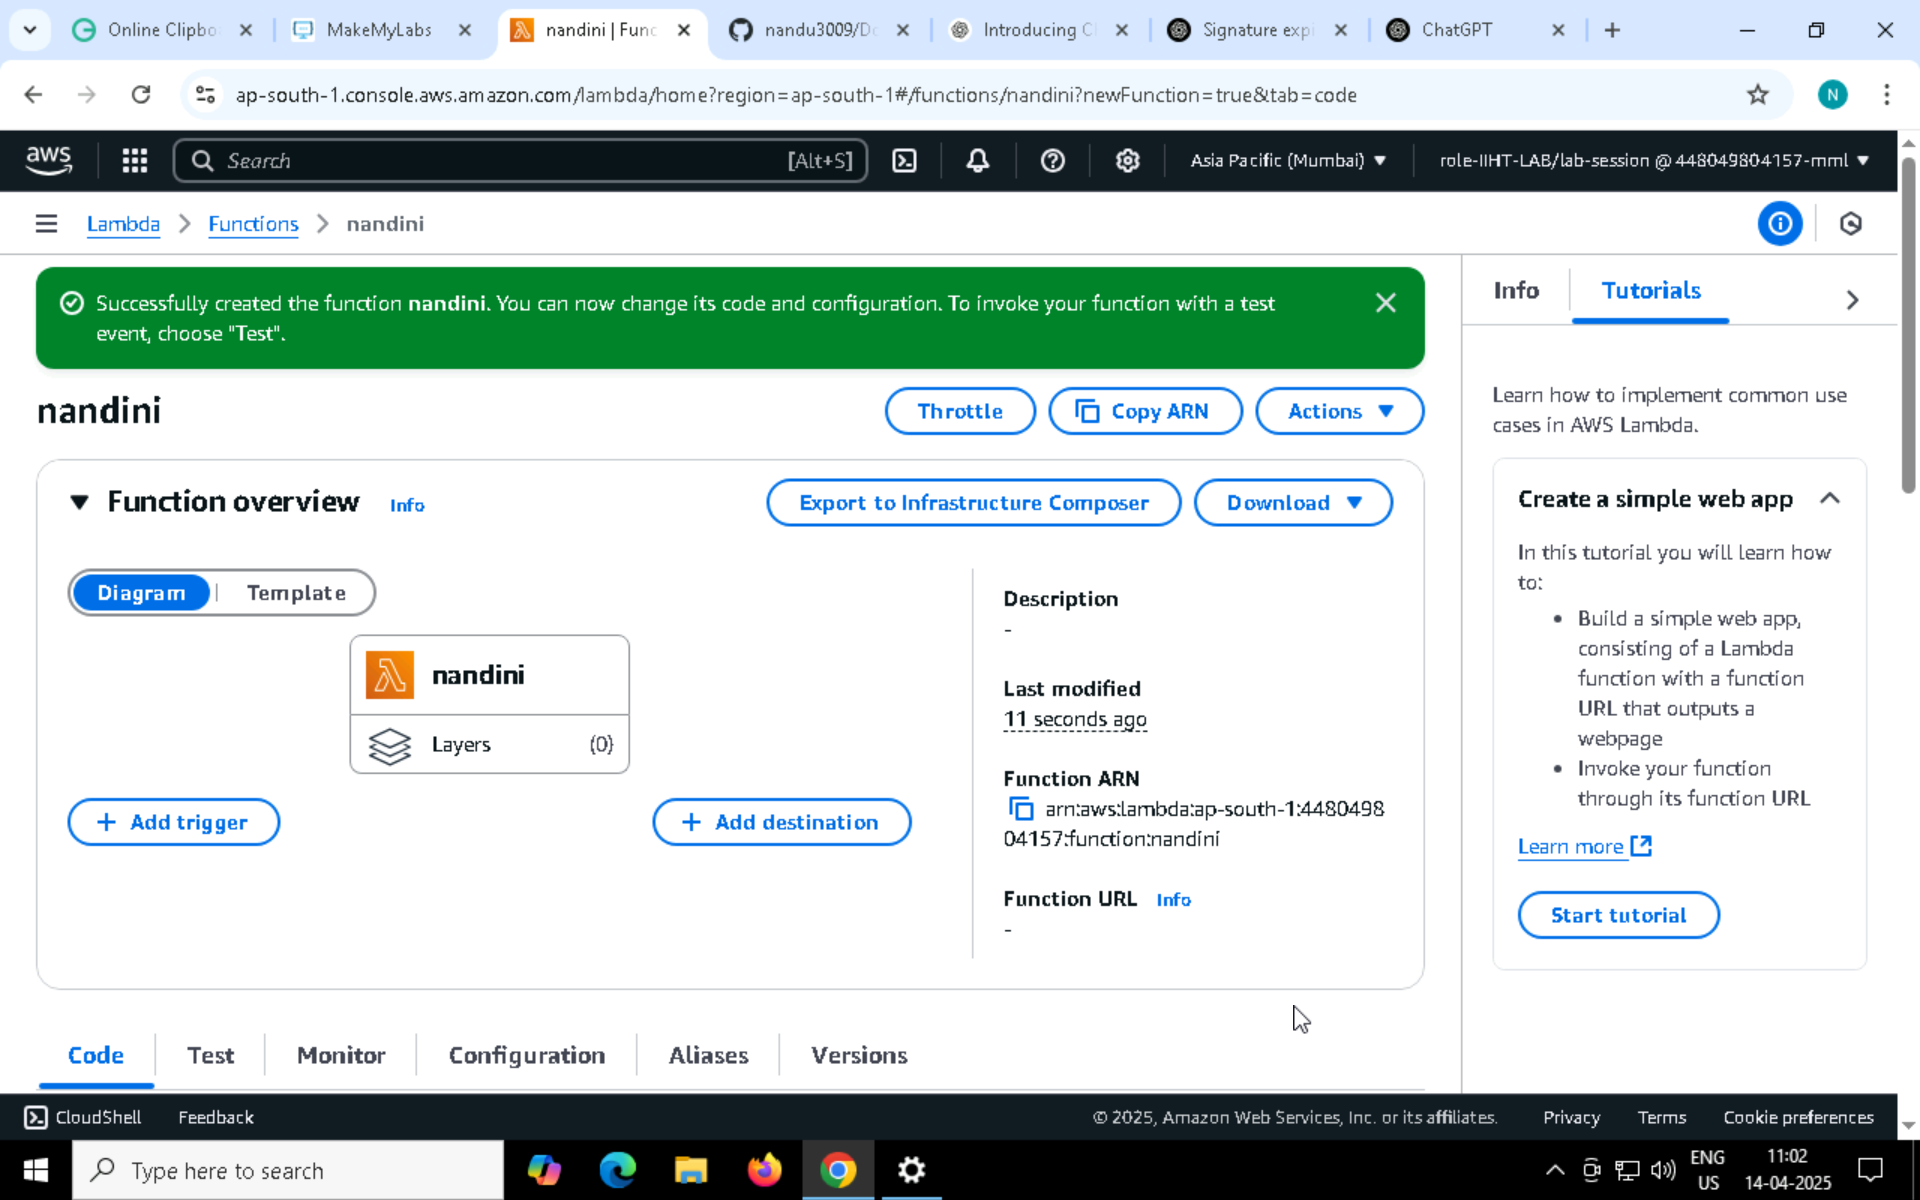 Online Clipbo
MakeMyLabs
nandini | Func
nandu3009/Do
Introducing C
Signature expi
ChatGPT
ap-south-1.console.aws.amazon.com/lambda/home?region=ap-south-1#/functions/nandini?newFunction=true&tab=code
N
aws
Search
[Alt+S]
Asia Pacific (Mumbai)
role-IIHT-LAB/lab-session @ 448049804157-mml
Lambda
Functions
nandini
Successfully created the function nandini. You can now change its code and configuration. To invoke your function with a test
event, choose "Test".
nandini
Throttle
Copy ARN
Actions
Function overview
Info
Export to Infrastructure Composer
Download
Diagram
Template
nandini
Layers
(0)
+ Add trigger
+ Add destination
Description
-
Last modified
11 seconds ago
Function ARN
arn:aws:lambda:ap-south-1:4480498
04157:function:nandini
Function URL Info
-
Code
Test
Monitor
Configuration
Aliases
Versions
Info
Tutorials
Learn how to implement common use
cases in AWS Lambda.
Create a simple web app
In this tutorial you will learn how
to:
• Build a simple web app,
consisting of a Lambda
function with a function
URL that outputs a
webpage
• Invoke your function
through its function URL
Learn more
Start tutorial
CloudShell
Feedback
© 2025, Amazon Web Services, Inc. or its affiliates.
Privacy
Terms
Cookie preferences
Type here to search
ENG
US
11:02
14-04-2025